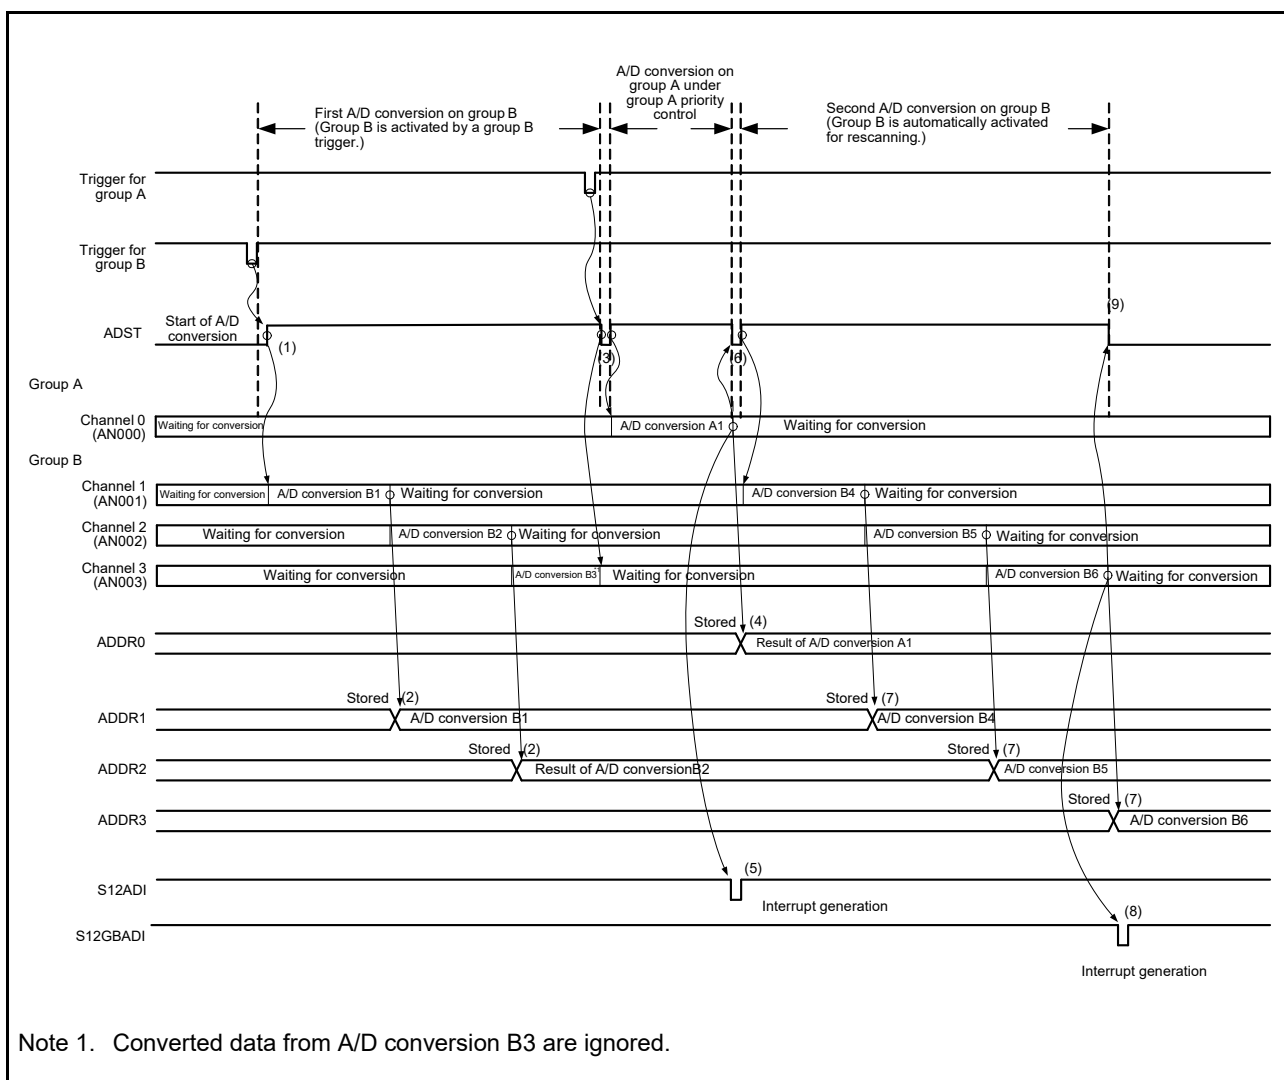 A/D conversion on
group A under
group A priority
control
First A/D conversion on group B
(Group B is activated by a group B
trigger.)
Second A/D conversion on group B
(Group B is automatically activated
for rescanning.)
Trigger for
group A
Trigger for
group B
ADST
Start of A/D
conversion
(1)
(3)
(6)
(9)
Group A
Channel 0
(AN000)
Waiting for conversion
A/D conversion A1
Waiting for conversion
Group B
Channel 1
(AN001)
Waiting for conversion
A/D conversion B1
Waiting for conversion
A/D conversion B4
Waiting for conversion
Channel 2
(AN002)
Waiting for conversion
A/D conversion B2
Waiting for conversion
A/D conversion B5
Waiting for conversion
Channel 3
(AN003)
Waiting for conversion
A/D conversion B3*1
Waiting for conversion
A/D conversion B6
Waiting for conversion
ADDR0
Stored (4)
Result of A/D conversion A1
ADDR1
Stored (2)
A/D conversion B1
Stored (7)
A/D conversion B4
ADDR2
Stored (2)
Result of A/D conversionB2
Stored (7)
A/D conversion B5
ADDR3
Stored (7)
A/D conversion B6
S12ADI
(5)
Interrupt generation
S12GBADI
(8)
Interrupt generation
Note 1. Converted data from A/D conversion B3 are ignored.